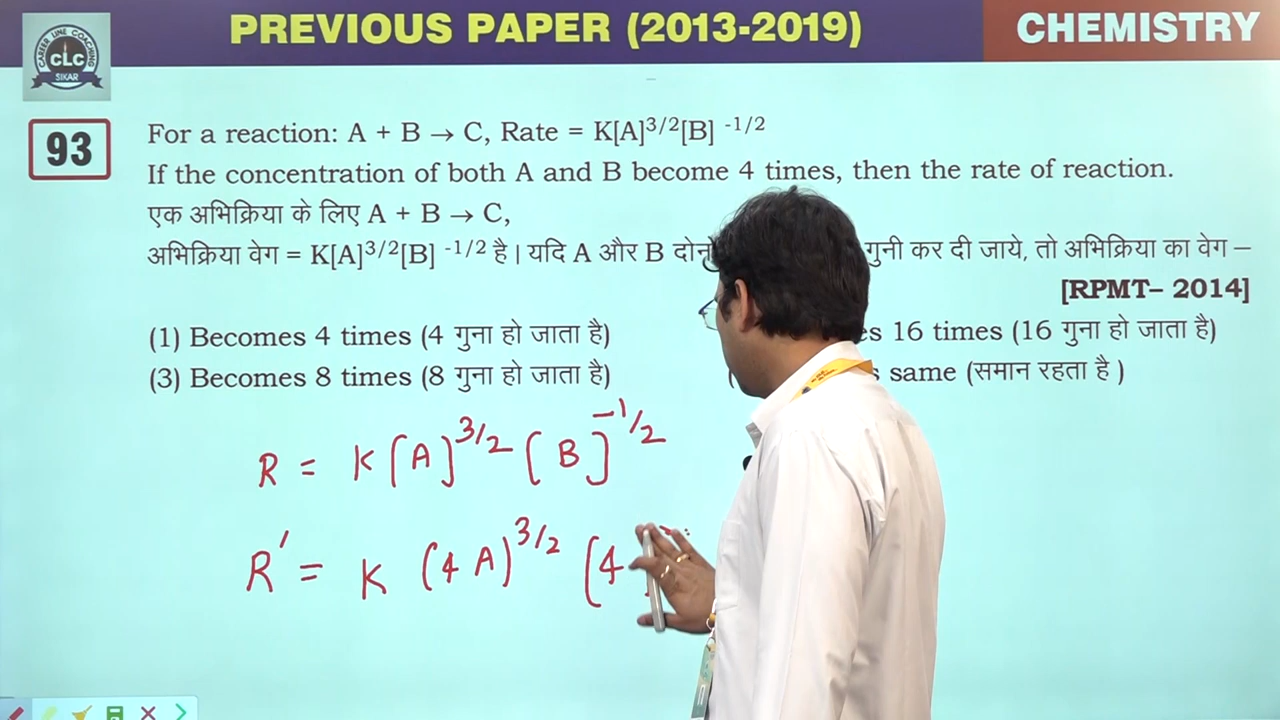 PREVIOUS PAPER (2013-2019)
CHEMISTRY
CAREER LINE COACHING
CLC
SIKAR
93
For a reaction: A + B → C, Rate = K[A]³/²[B] ⁻¹/²
If the concentration of both A and B become 4 times, then the rate of reaction.
एक अभिक्रिया के लिए A + B → C,
अभिक्रिया वेग = K[A]³/²[B] ⁻¹/² है। यदि A और B गुनी कर दी जाये, तो अभिक्रिया का वेग –
[RPMT– 2014]
(1) Becomes 4 times (4 गुना हो जाता है) 16 times (16 गुना हो जाता है)
(3) Becomes 8 times (8 गुना हो जाता है) same (समान रहता है )
R = K [A]³/² [B]⁻¹/²
R' = K (4 A)³/² (4